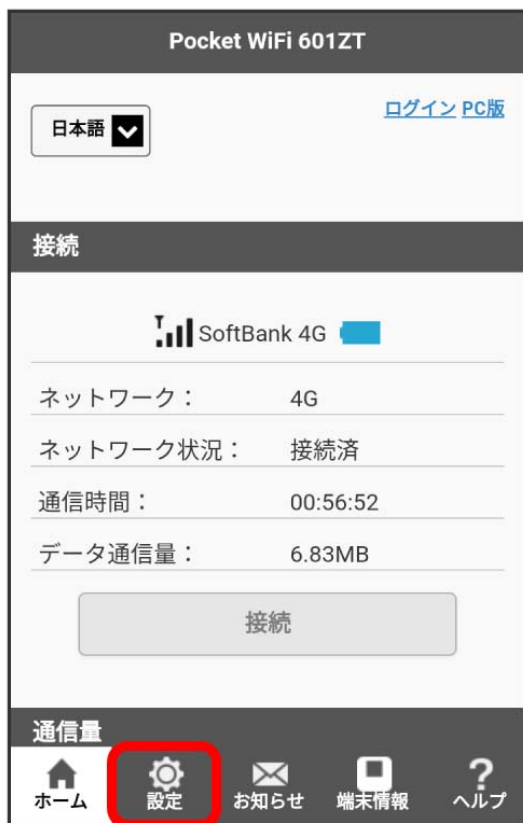 Pocket WiFi 601ZT
日本語
ログイン PC版
接続
SoftBank 4G
ネットワーク： 4G
ネットワーク状況： 接続済
通信時間： 00:56:52
データ通信量： 6.83MB
接続
通信量
ホーム 設定 お知らせ 端末情報 ヘルプ